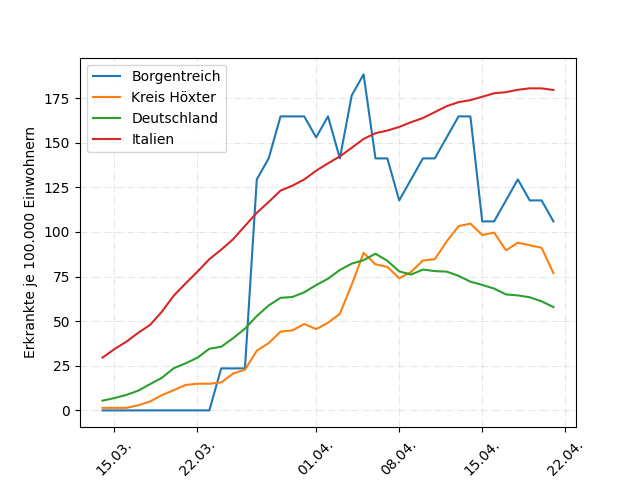 Borgentreich
Kreis Höxter
Deutschland
Italien
Erkrankte je 100.000 Einwohnern
175
150
125
100
75
50
25
0
15.03.
22.03.
01.04.
08.04.
15.04.
22.04.